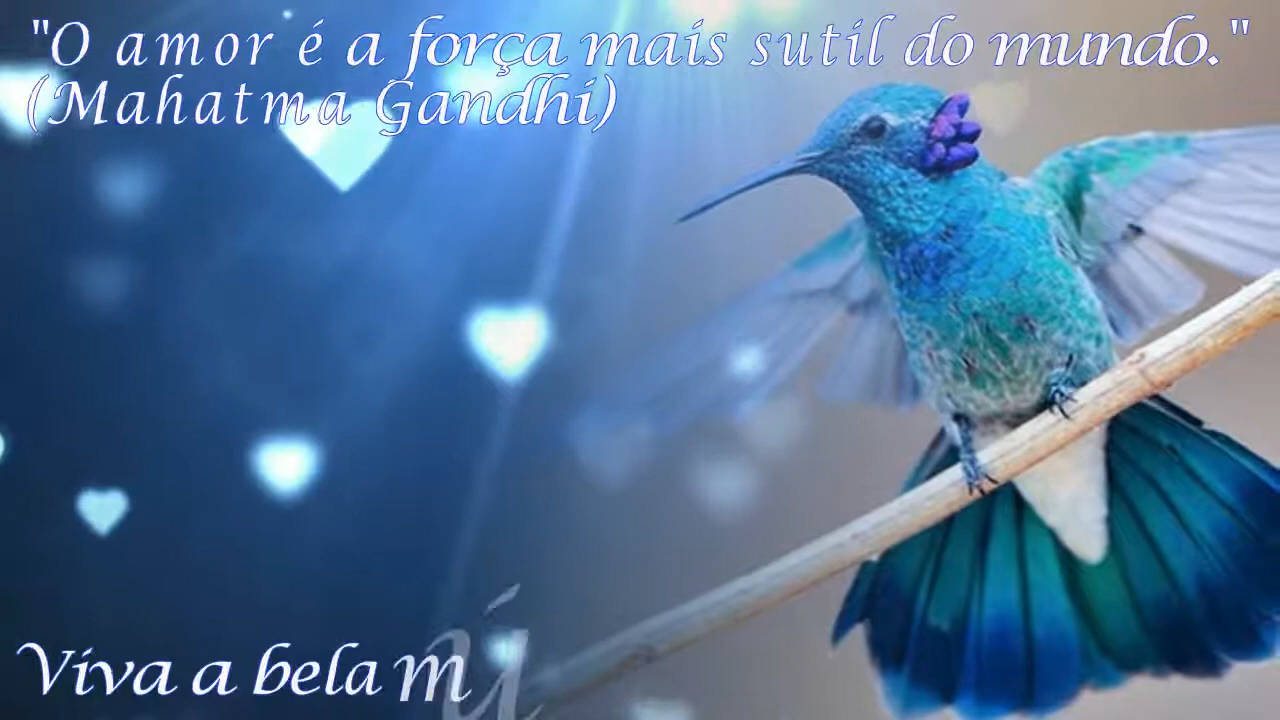 "O amor é a força mais sutil do mundo."
(Mahatma Gandhi)
Viva a bela m